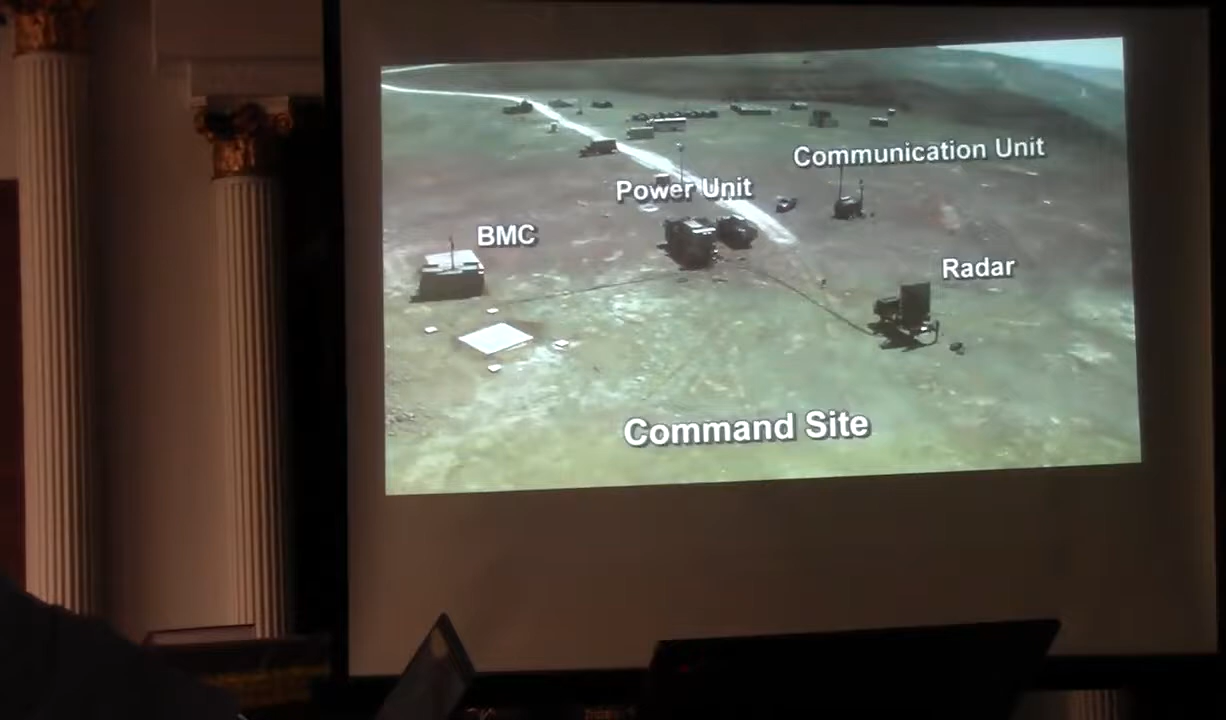 Communication Unit
Power Unit
BMC
Radar
Command Site